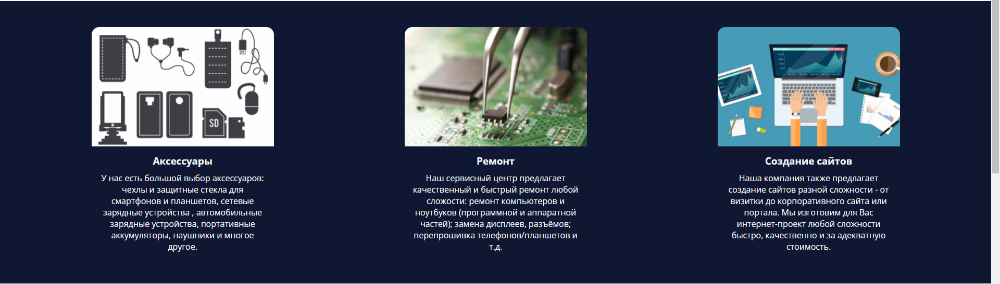 SD
Аксессуары
У нас есть большой выбор аксессуаров:
чехлы и защитные стекла для
смартфонов и планшетов, сетевые
зарядные устройства , автомобильные
зарядные устройства, портативные
аккумуляторы, наушники и многое
другое.
Ремонт
Наш сервисный центр предлагает
качественный и быстрый ремонт любой
сложости: ремонт компьютеров и
ноутбуков (программной и аппаратной
частей); замена дисплеев, разъёмов;
перепрошивка телефонов/планшетов и
т.д.
Создание сайтов
Наша компания также предлагает
создание сайтов разной сложности - от
визитки до корпоративного сайта или
портала. Мы изготовим для Вас
интернет-проект любой сложности
быстро, качественно и за адекватную
стоимость.